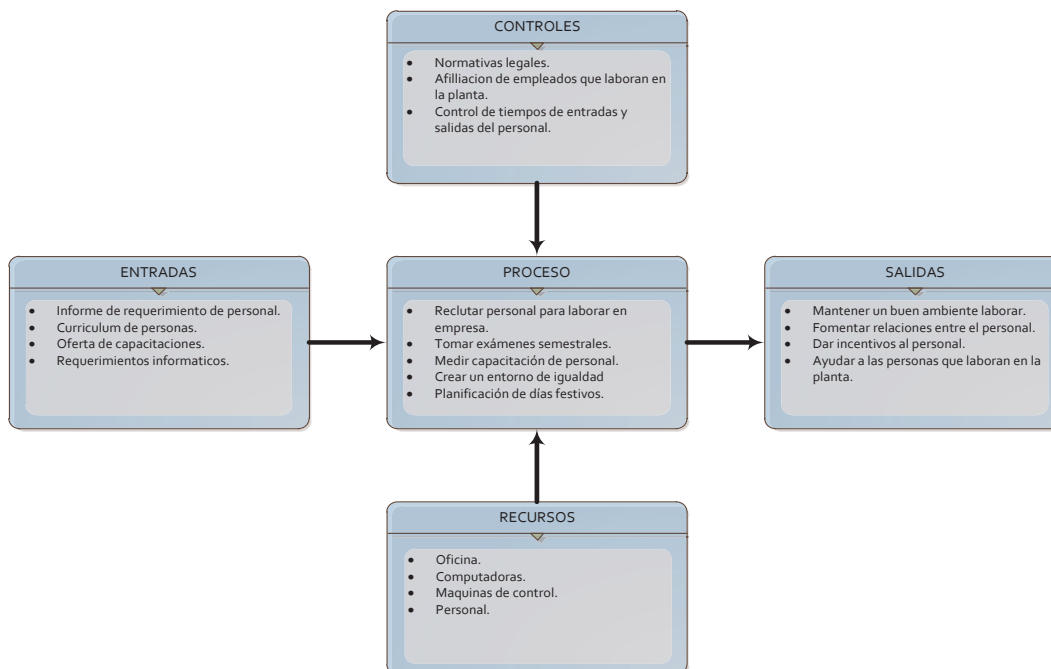 CONTROLES
Normativas legales.
Afilliacion de empleados que laboran en
la planta.
Control de tiempos de entradas y
salidas del personal.
ENTRADAS
Informe de requerimiento de personal.
Curriculum de personas.
Oferta de capacitaciones.
Requerimientos informaticos.
PROCESO
Reclutar personal para laborar en
empresa.
Tomar exámenes semestrales.
Medir capacitación de personal.
Crear un entorno de igualdad
Planificación de días festivos.
SALIDAS
Mantener un buen ambiente laborar.
Fomentar relaciones entre el personal.
Dar incentivos al personal.
Ayudar a las personas que laboran en la
planta.
RECURSOS
Oficina.
Computadoras.
Maquinas de control.
Personal.